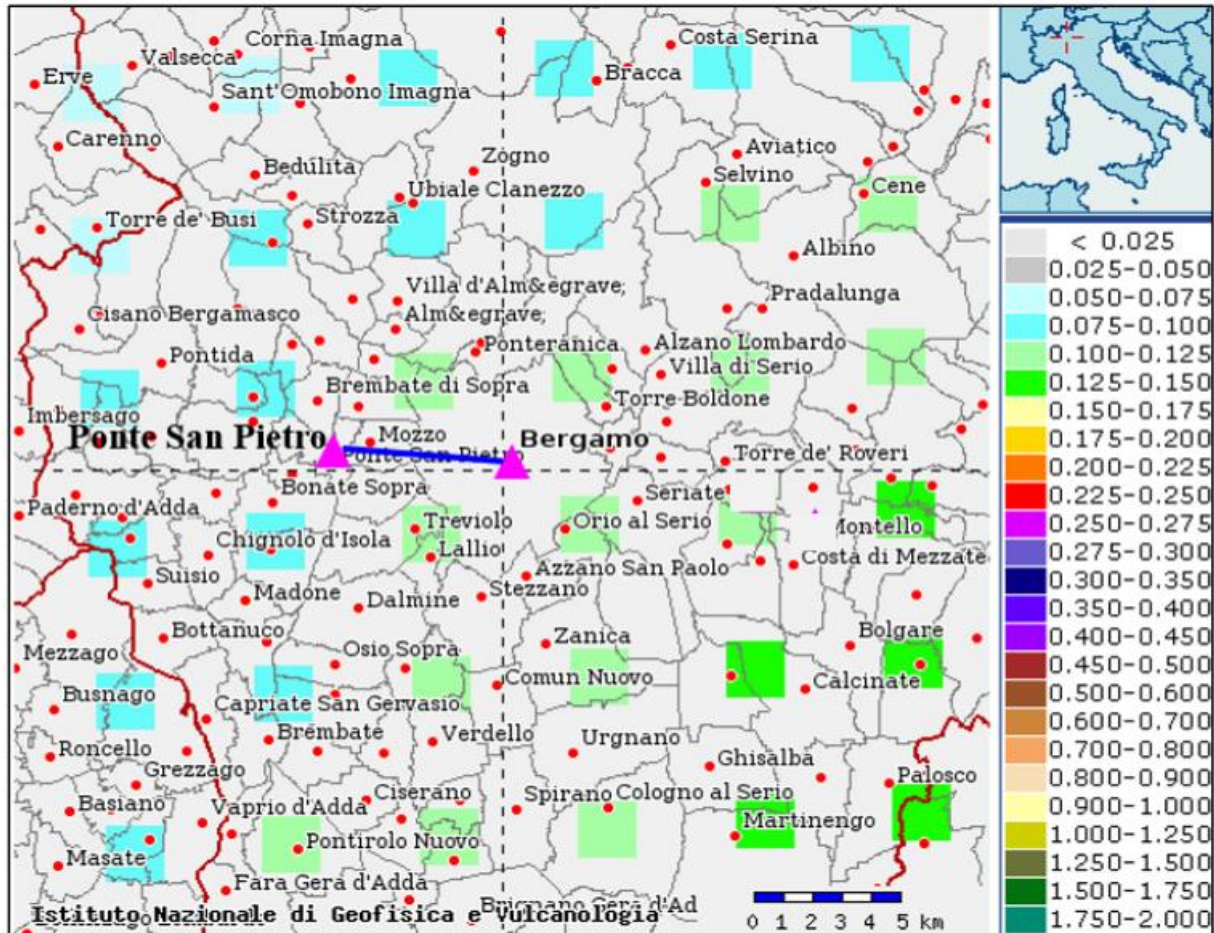 Corna Imagna
Costa Serina
Valsecca
Erve
Bracca
Sant'Omobono Imagna
Carenno
Zogno
Aviatico
Bedulita
Selvino
Cene
Ubiale Clanezzo
Torre de' Busi
Strozza
Albino
Villa d'Alm&egrave;
Pradalunga
Cisano Bergamasco
Alm&egrave;
Ponteranica
Alzano Lombardo
Pontida
Villa di Serio
Brembate di Sopra
Torre Boldone
Imbersago
Ponte San Pietro
Mozzo
Bergamo
Ponte San Pietro
Torre de' Roveri
Bonate Sopra
Seriate
Paderno d'Adda
Treviolo
Orio al Serio
Montello
Chignolo d'Isola
Lallio
Costa di Mezzate
Suisio
Azzano San Paolo
Madone
Dalmine
Stezzano
Bottanuco
Zanica
Bolgare
Mezzago
Osio Sopra
Busnago
Comun Nuovo
Calcinate
Capriate San Gervasio
Roncello
Brembate
Verdello
Urgnano
Ghisalba
Grezzago
Palosco
Basiano
Vaprio d'Adda
Ciserano
Spirano
Cologno al Serio
Martinengo
Pontirolo Nuovo
Masate
Fara Gera d'Adda
Brignano Gera d'Ad
Istituto Nazionale di Geofisica e Vulcanologia
0 1 2 3 4 5 km
< 0.025
0.025-0.050
0.050-0.075
0.075-0.100
0.100-0.125
0.125-0.150
0.150-0.175
0.175-0.200
0.200-0.225
0.225-0.250
0.250-0.275
0.275-0.300
0.300-0.350
0.350-0.400
0.400-0.450
0.450-0.500
0.500-0.600
0.600-0.700
0.700-0.800
0.800-0.900
0.900-1.000
1.000-1.250
1.250-1.500
1.500-1.750
1.750-2.000